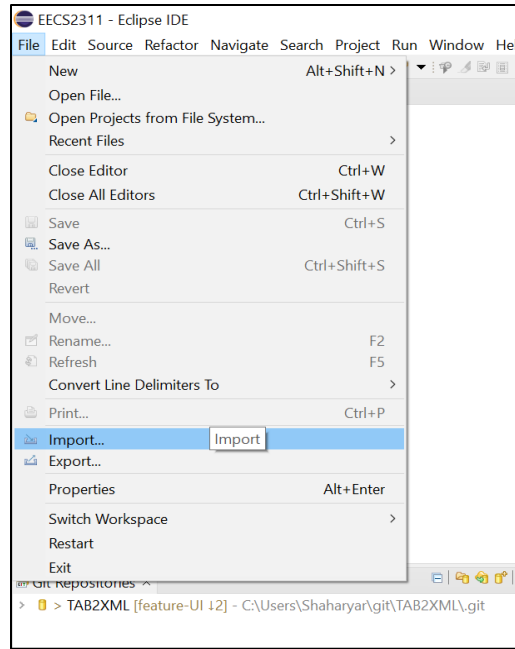 EECS2311 - Eclipse IDE
File Edit Source Refactor Navigate Search Project Run Window
New Alt+Shift+N >
Open File...
Open Projects from File System...
Recent Files >
Close Editor Ctrl+W
Close All Editors Ctrl+Shift+W
Save Ctrl+S
Save As...
Save All Ctrl+Shift+S
Revert
Move...
Rename... F2
Refresh F5
Convert Line Delimiters To >
Print... Ctrl+P
Import... Import
Export...
Properties Alt+Enter
Switch Workspace >
Restart
Exit
Git Repositories
> TAB2XML [feature-UI ↓2] - C:\Users\Shaharyar\git\TAB2XML\.git